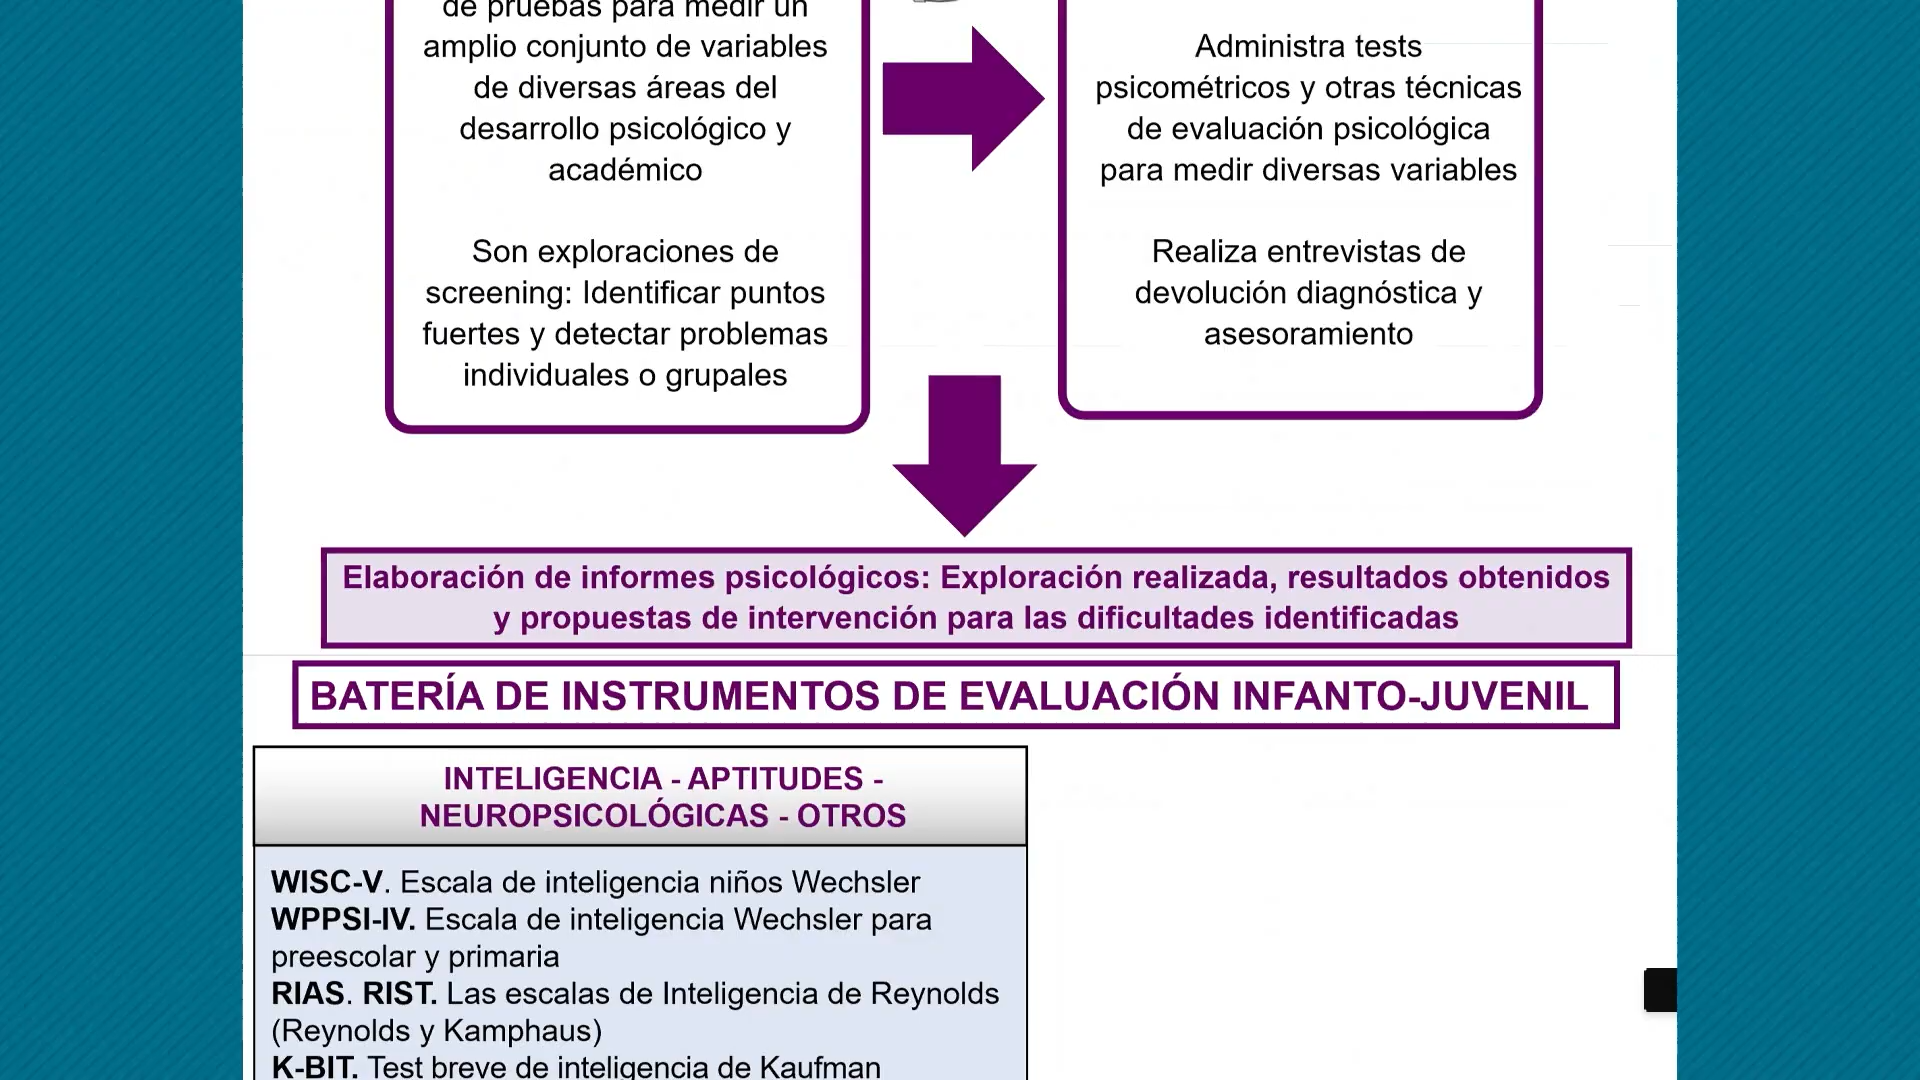 de pruebas para medir un
amplio conjunto de variables
de diversas áreas del
desarrollo psicológico y
académico
Son exploraciones de
screening: Identificar puntos
fuertes y detectar problemas
individuales o grupales
Administra tests
psicométricos y otras técnicas
de evaluación psicológica
para medir diversas variables
Realiza entrevistas de
devolución diagnóstica y
asesoramiento
Elaboración de informes psicológicos: Exploración realizada, resultados obtenidos
y propuestas de intervención para las dificultades identificadas
BATERÍA DE INSTRUMENTOS DE EVALUACIÓN INFANTO-JUVENIL
INTELIGENCIA - APTITUDES -
NEUROPSICOLÓGICAS - OTROS
WISC-V. Escala de inteligencia niños Wechsler
WPPSI-IV. Escala de inteligencia Wechsler para
preescolar y primaria
RIAS. RIST. Las escalas de Inteligencia de Reynolds
(Reynolds y Kamphaus)
K-BIT. Test breve de inteligencia de Kaufman